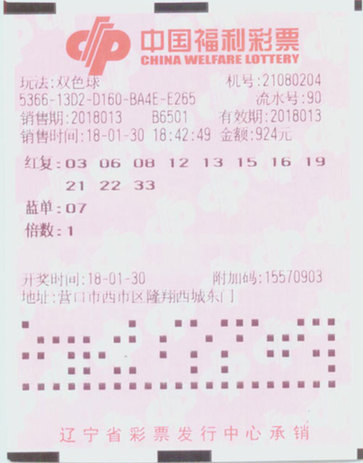 中国福利彩票
CHINA WELFARE LOTTERY
玩法:双色球 机号:21080204
5366-13D2-D160-BA4E-E265 流水号:90
销售期:2018013 B6501 有效期:2018013
销售时间:18-01-30 18:42:49 金额:924元
红复:03 06 08 12 13 15 16 19
21 22 33
蓝单:07
倍数:1
开奖时间:18-01-30 附加码:15570903
地址:营口市西市区隆翔西城东门
辽宁省彩票发行中心承销